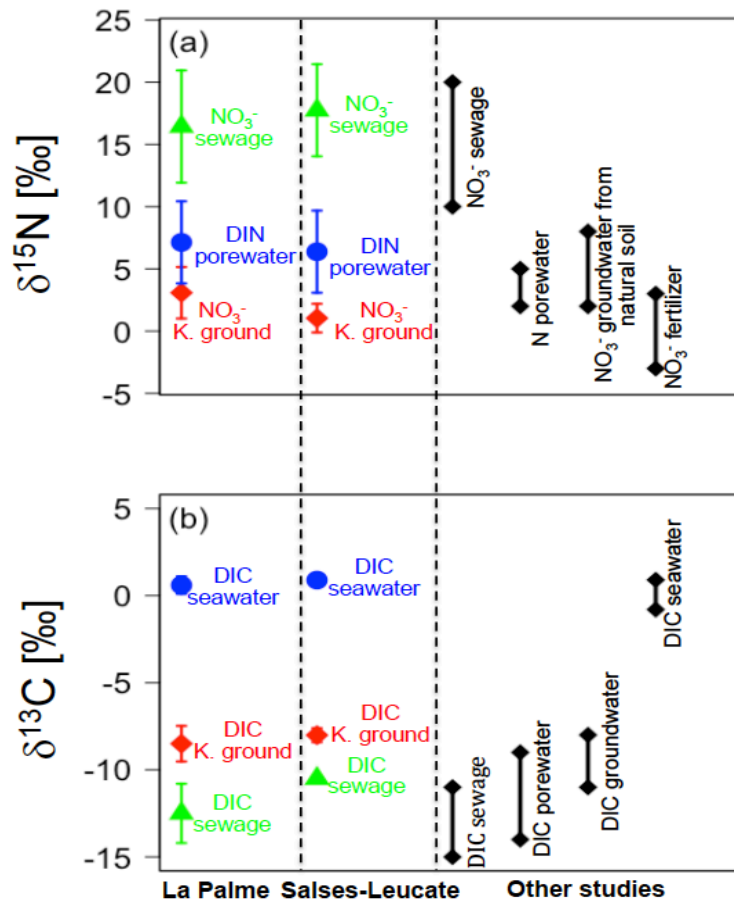 (a)
δ¹⁵N [‰]
25
20
15
10
5
0
-5
NO₃⁻
sewage
DIN
porewater
NO₃⁻
K. ground
NO₃⁻
sewage
DIN
porewater
NO₃⁻
K. ground
NO₃⁻ sewage
N porewater
NO₃⁻ groundwater from
natural soil
NO₃⁻ fertilizer
(b)
δ¹³C [‰]
5
0
-5
-10
-15
DIC
seawater
DIC
K. ground
DIC
sewage
DIC
seawater
DIC
K. ground
DIC
sewage
DIC sewage
DIC porewater
DIC groundwater
DIC seawater
La Palme Salses-Leucate Other studies